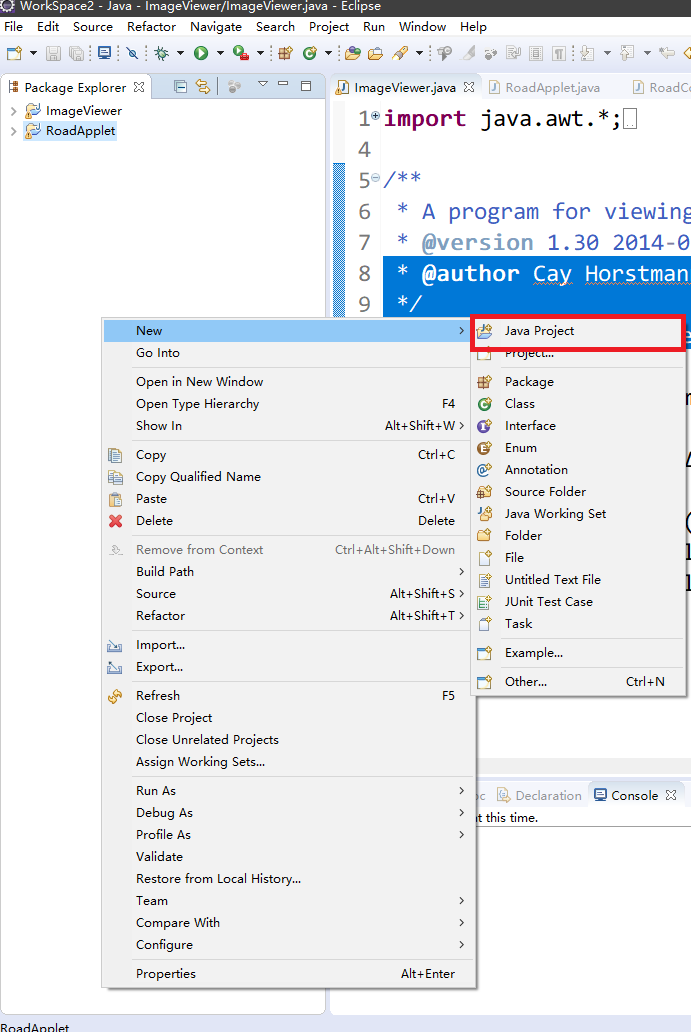 WorkSpace2 - Java - ImageViewer/ImageViewer.java - Eclipse
File Edit Source Refactor Navigate Search Project Run Window Help
Package Explorer
ImageViewer.java RoadApplet.java
ImageViewer
RoadApplet
1 import java.awt.*;
4
5 /**
6 * A program for viewing
7 * @version 1.30 2014-0
8 * @author Cay Horstman
9 */
New
Go Into
Open in New Window
Open Type Hierarchy F4
Show In Alt+Shift+W
Copy Ctrl+C
Copy Qualified Name
Paste Ctrl+V
Delete Delete
Remove from Context Ctrl+Alt+Shift+Down
Build Path
Source Alt+Shift+S
Refactor Alt+Shift+T
Import...
Export...
Refresh F5
Close Project
Close Unrelated Projects
Assign Working Sets...
Run As
Debug As
Profile As
Validate
Restore from Local History...
Team
Compare With
Configure
Properties Alt+Enter
Java Project
Project...
Package
Class
Interface
Enum
Annotation
Source Folder
Java Working Set
Folder
File
Untitled Text File
JUnit Test Case
Task
Example...
Other... Ctrl+N
Declaration Console
at this time.
RoadApplet